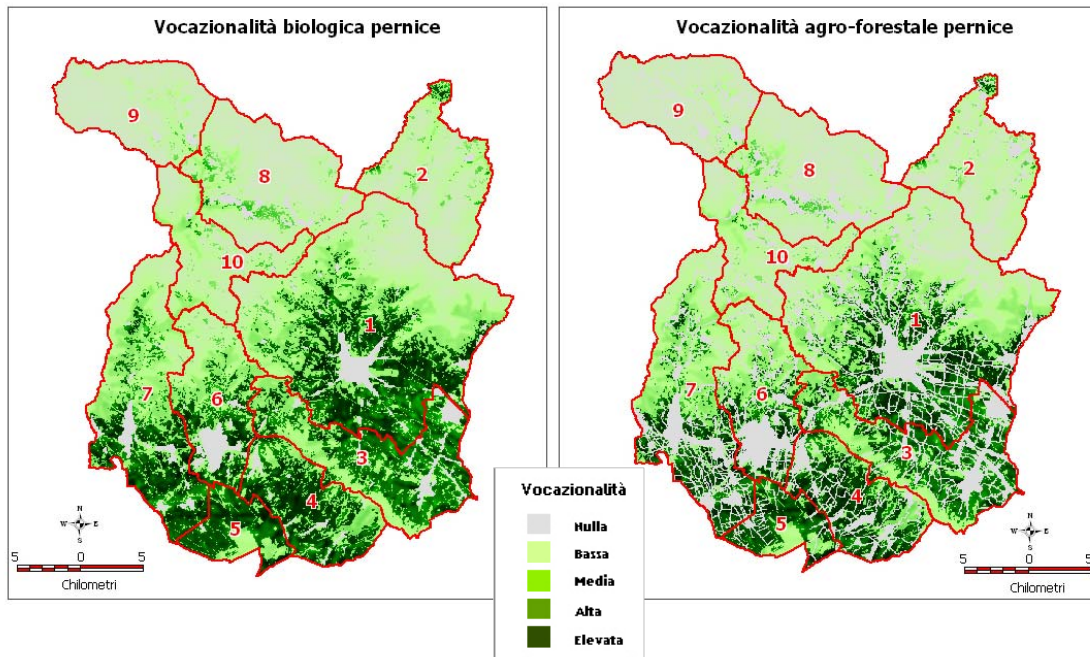 Vocazionalità biologica pernice
9
8
2
10
1
7
6
3
4
5
N
W E
S
5 0 5
Chilometri
Vocazionalità agro-forestale pernice
9
8
2
10
1
7
6
3
4
5
N
W E
S
5 0 5
Chilometri
Vocazionalità
Nulla
Bassa
Media
Alta
Elevata